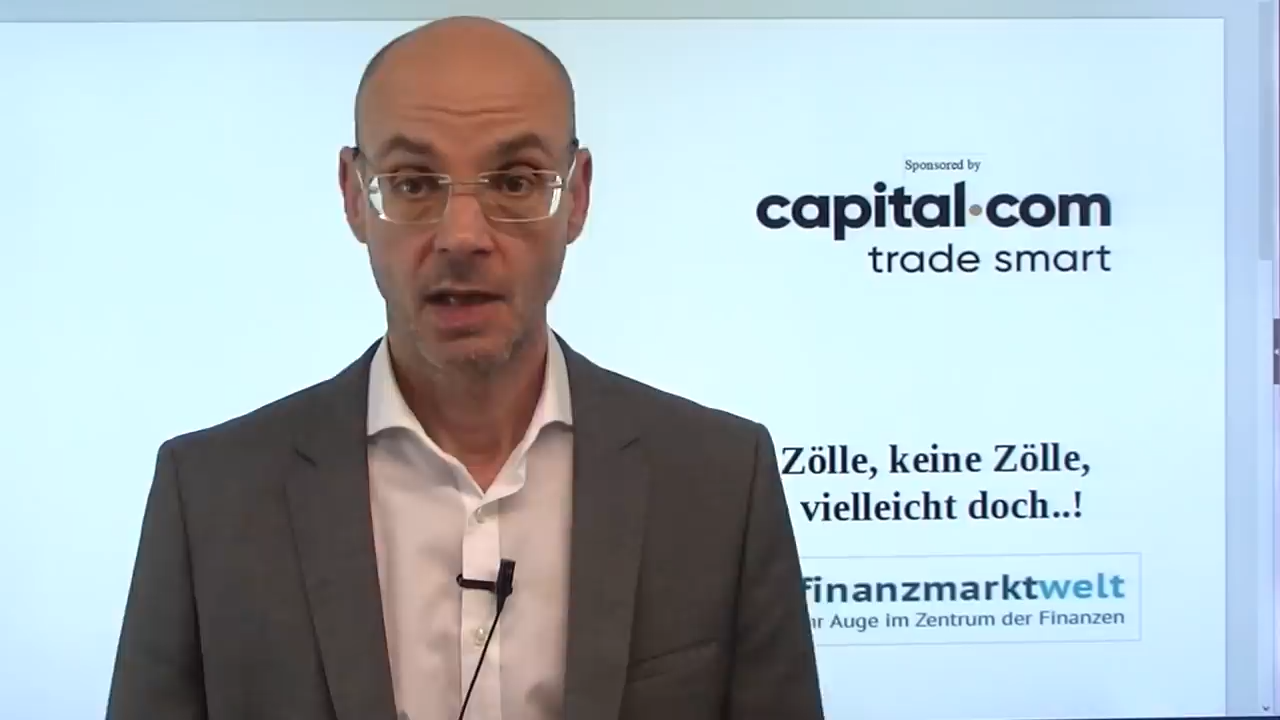 Sponsored by
capital.com
trade smart
Zölle, keine Zölle,
vielleicht doch..!
finanzmarktwelt
Auge im Zentrum der Finanzen